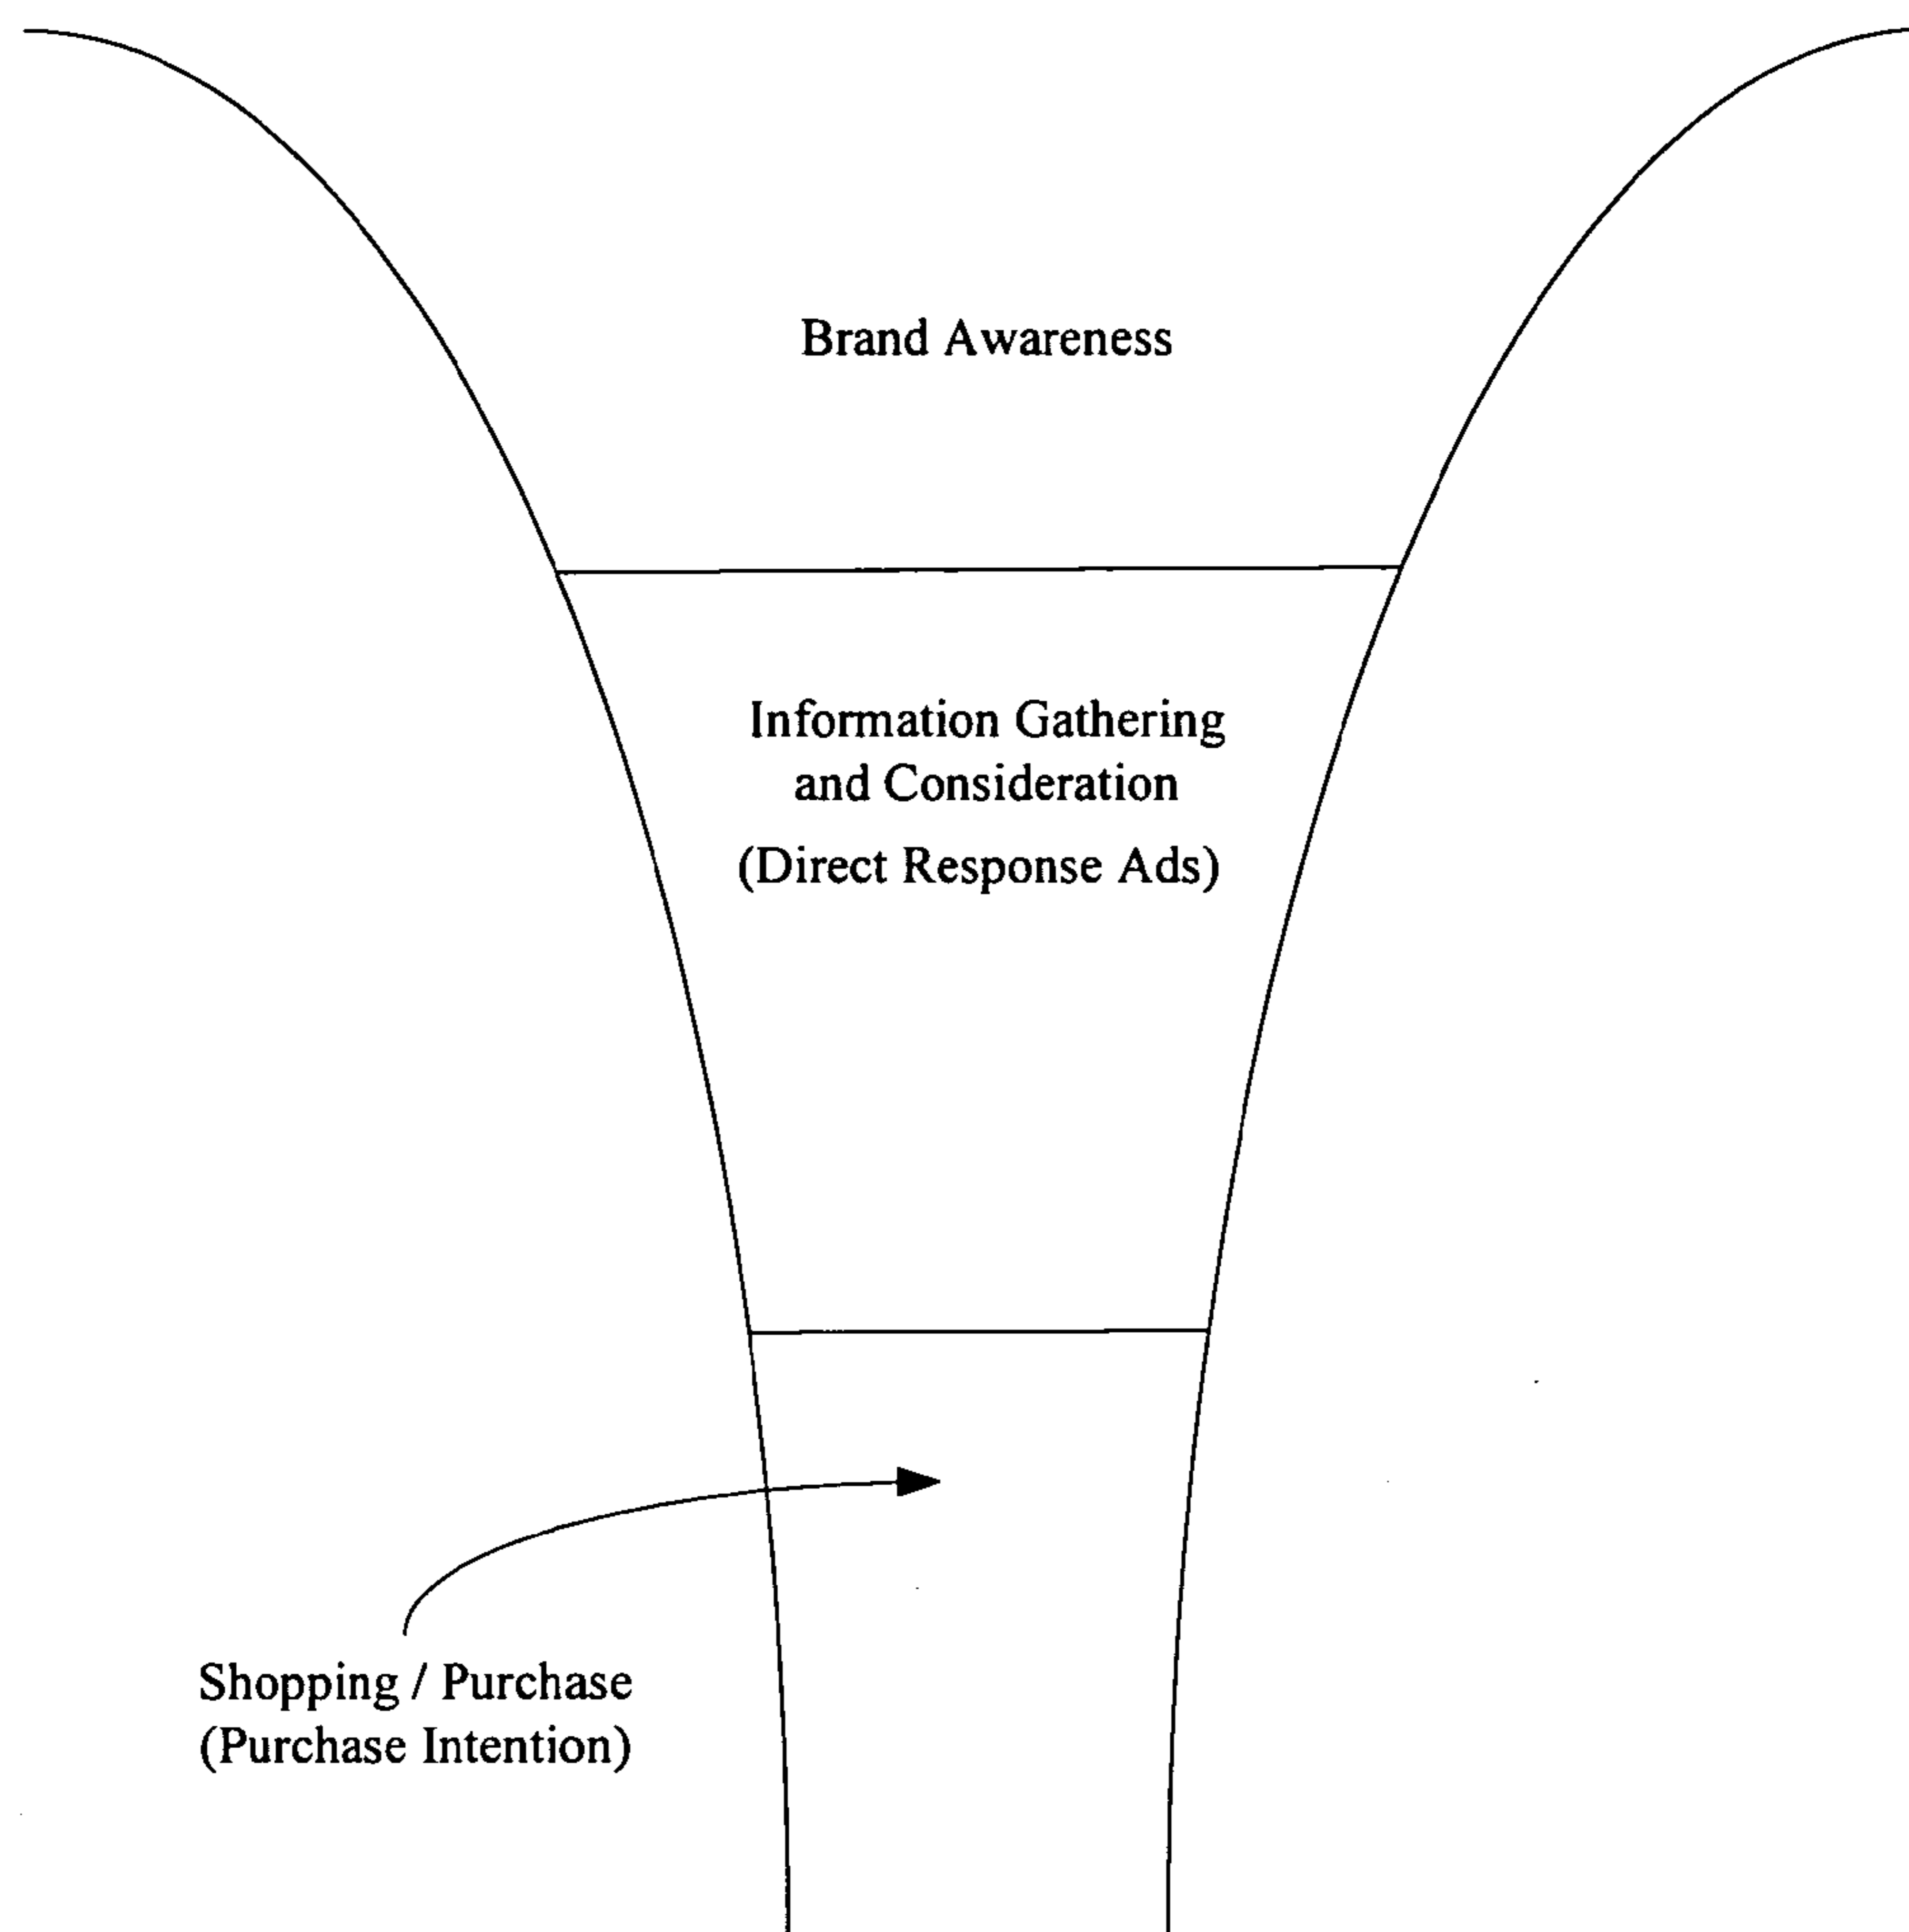 Brand Awareness
Information Gathering
and Consideration
(Direct Response Ads)
Shopping / Purchase
(Purchase Intention)